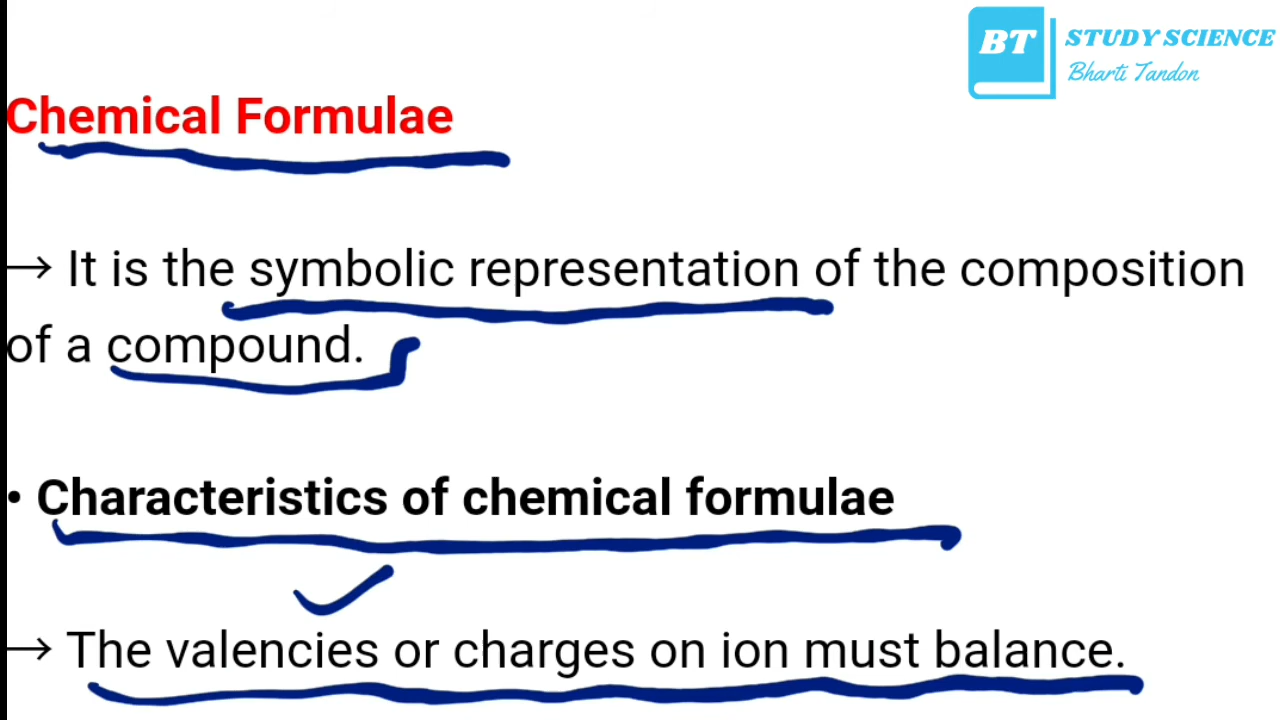 BT
STUDY SCIENCE
Bharti Tandon
Chemical Formulae
→ It is the symbolic representation of the composition
of a compound.
• Characteristics of chemical formulae
→ The valencies or charges on ion must balance.